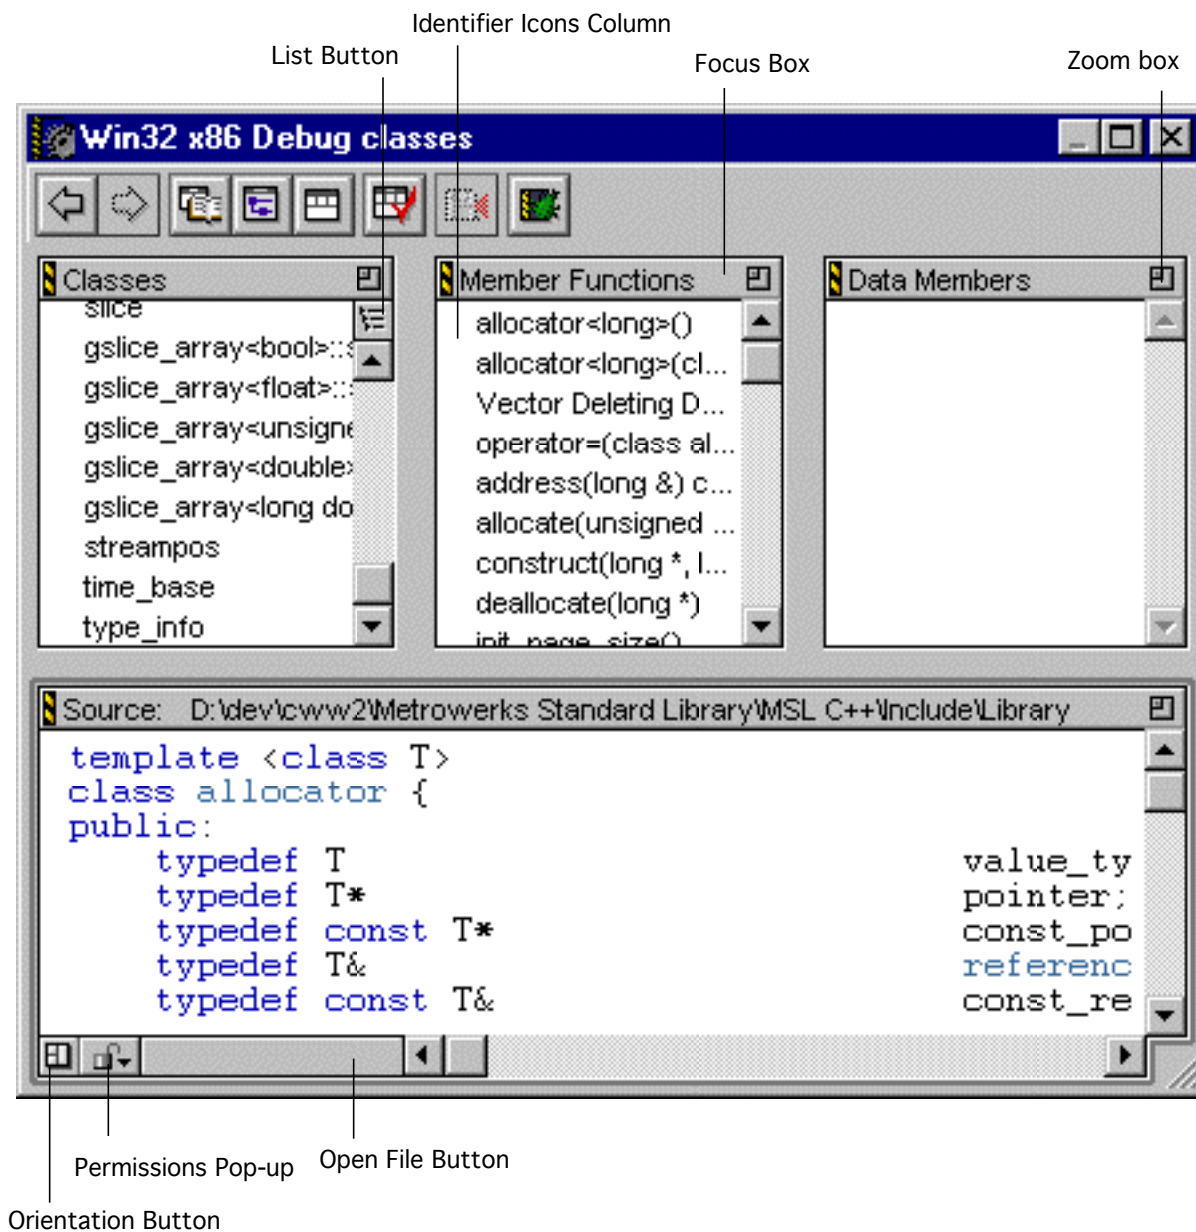 Identifier Icons Column
List Button
Focus Box
Zoom box
Win32 x86 Debug classes
Classes
slice
gslice_array<bool>::s
gslice_array<float>::
gslice_array<unsigne
gslice_array<double>
gslice_array<long do
streampos
time_base
type_info
Member Functions
allocator<long>()
allocator<long>(cl...
Vector Deleting D...
operator=(class al...
address(long &) c...
allocate(unsigned ...
construct(long *, l...
deallocate(long *)
init_page_size()
Data Members
Source: D:\dev\cww2\Metrowerks Standard Library\MSL C++\Include\Library
template <class T>
class allocator {
public:
typedef T value_ty
typedef T* pointer;
typedef const T* const_po
typedef T& referenc
typedef const T& const_re
Permissions Pop-up
Open File Button
Orientation Button